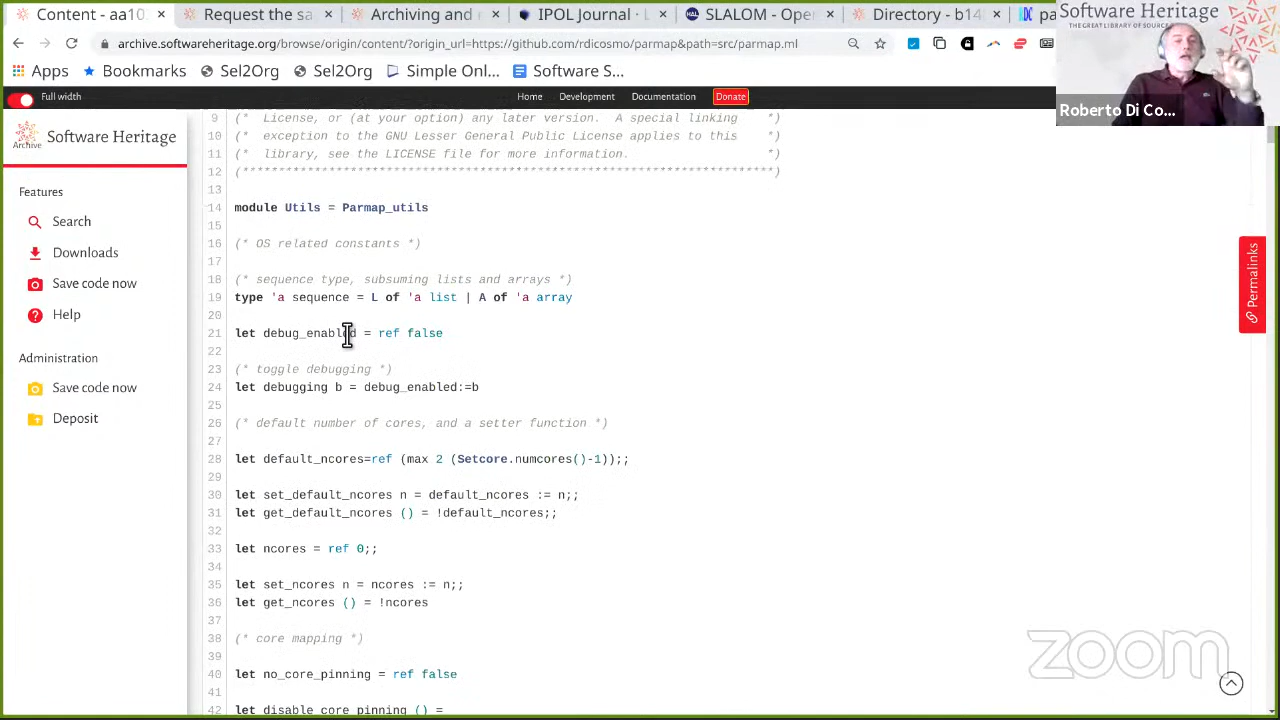 Content - aa10
Request the sa
Archiving and r
IPOL Journal · L
SLALOM - Ope
Directory - b14
pa
archive.softwareheritage.org/browse/origin/content/?origin_url=https://github.com/rdicosmo/parmap&path=src/parmap.ml
Apps
Bookmarks
Sel2Org
Sel2Org
Simple Onl...
Software S...
Software Heritage
THE GREAT LIBRARY OF SOURCE
Roberto Di Co...
Full width
Home
Development
Documentation
Donate
Archive
Software Heritage
Features
Search
Downloads
Save code now
Help
Administration
Save code now
Deposit
9 (* License, or (at your option) any later version. A special linking *)
10 (* exception to the GNU Lesser General Public License applies to this *)
11 (* library, see the LICENSE file for more information. *)
12 (**************************************************************************)
13
14 module Utils = Parmap_utils
15
16 (* OS related constants *)
17
18 (* sequence type, subsuming lists and arrays *)
19 type 'a sequence = L of 'a list | A of 'a array
20
21 let debug_enabled = ref false
22
23 (* toggle debugging *)
24 let debugging b = debug_enabled:=b
25
26 (* default number of cores, and a setter function *)
27
28 let default_ncores=ref (max 2 (Setcore.numcores()-1));;
29
30 let set_default_ncores n = default_ncores := n;;
31 let get_default_ncores () = !default_ncores;;
32
33 let ncores = ref 0;;
34
35 let set_ncores n = ncores := n;;
36 let get_ncores () = !ncores
37
38 (* core mapping *)
39
40 let no_core_pinning = ref false
41
42 let disable_core_pinning () =
Permalinks
zoom